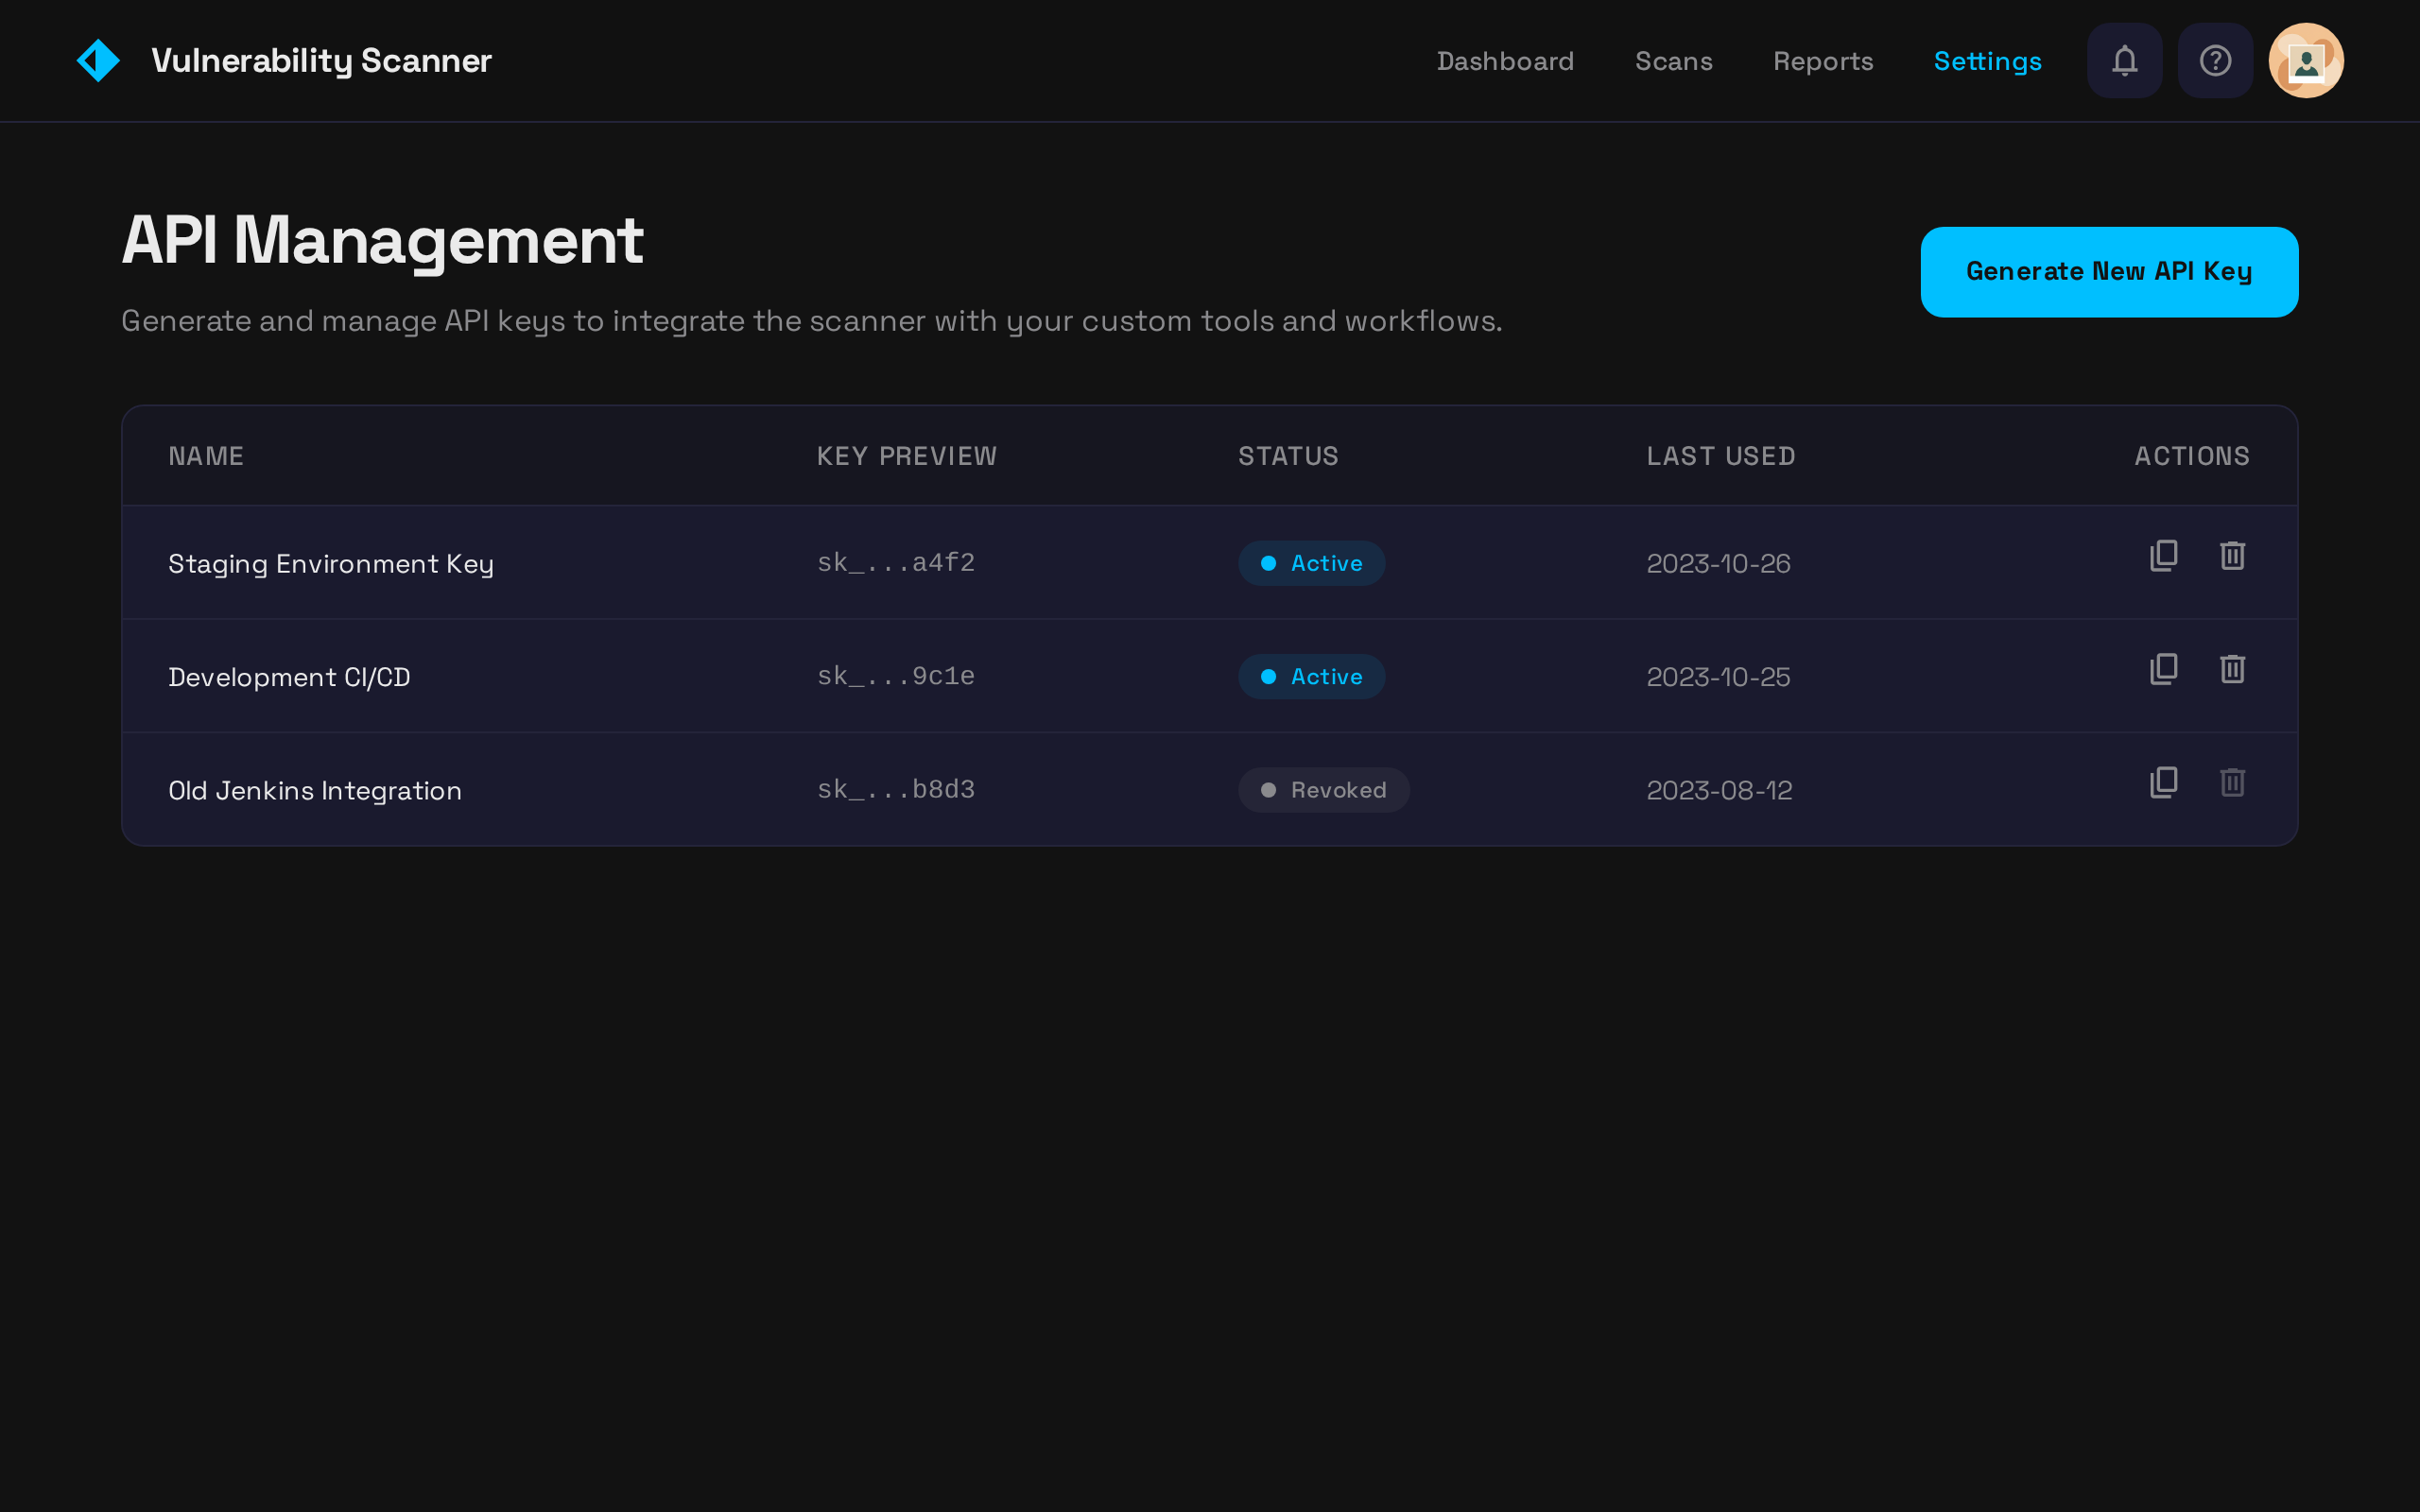 Vulnerability Scanner Dashboard Scans Reports Settings
API Management
Generate New API Key
Generate and manage API keys to integrate the scanner with your custom tools and workflows.
NAME KEY PREVIEW STATUS LAST USED ACTIONS
Staging Environment Key sk_...a4f2 Active 2023-10-26
Development CI/CD sk_...9c1e Active 2023-10-25
Old Jenkins Integration sk_...b8d3 Revoked 2023-08-12